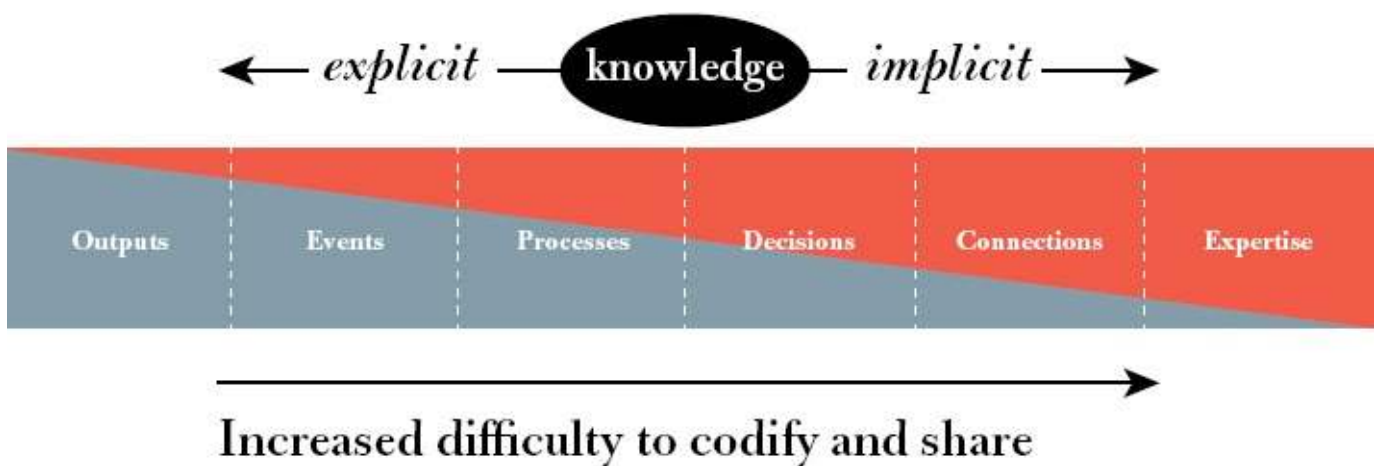 explicit knowledge implicit
Outputs Events Processes Decisions Connections Expertise
Increased difficulty to codify and share